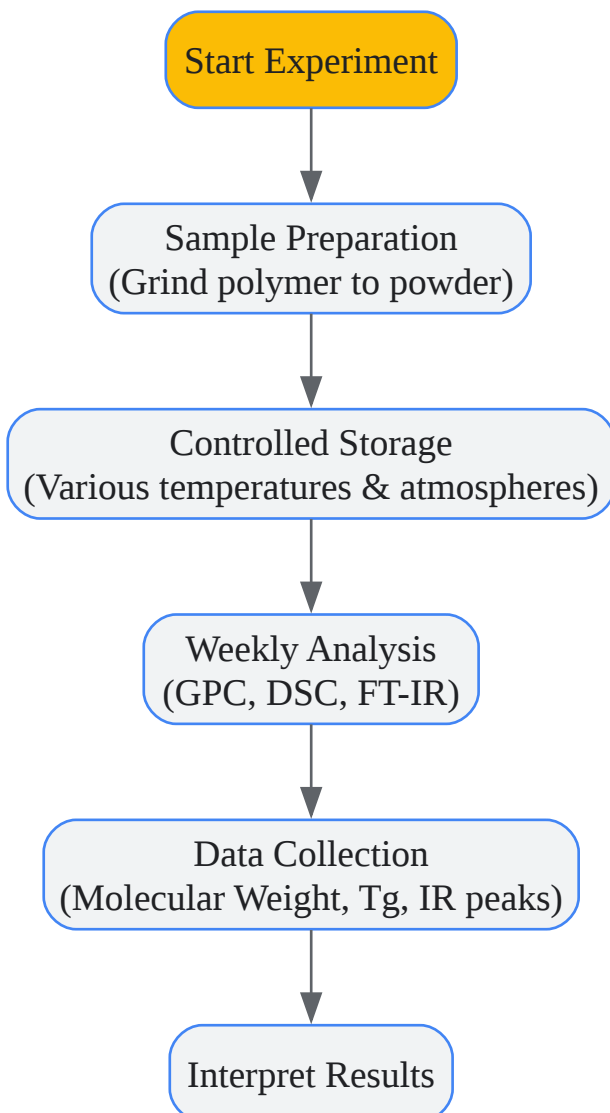 Start Experiment
Sample Preparation
(Grind polymer to powder)
Controlled Storage
(Various temperatures & atmospheres)
Weekly Analysis
(GPC, DSC, FT-IR)
Data Collection
(Molecular Weight, Tg, IR peaks)
Interpret Results